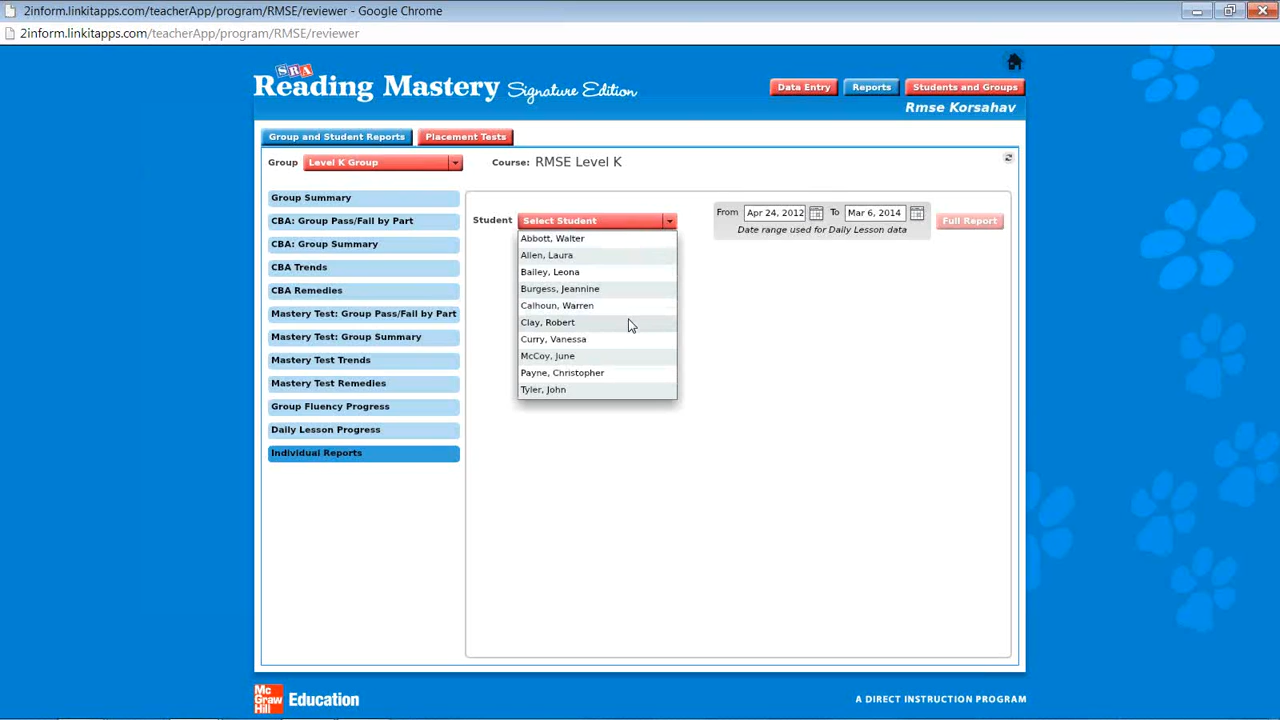 2inform.linkitapps.com/teacherApp/program/RMSE/reviewer - Google Chrome
2inform.linkitapps.com/teacherApp/program/RMSE/reviewer
SRA
Reading Mastery Signature Edition
Data Entry Reports Students and Groups
Rmse Korsahav
Group and Student Reports Placement Tests
Group Level K Group Course: RMSE Level K
Group Summary
CBA: Group Pass/Fail by Part
CBA: Group Summary
CBA Trends
CBA Remedies
Mastery Test: Group Pass/Fail by Part
Mastery Test: Group Summary
Mastery Test Trends
Mastery Test Remedies
Group Fluency Progress
Daily Lesson Progress
Individual Reports
Student Select Student
Abbott, Walter
Allen, Laura
Bailey, Leona
Burgess, Jeannine
Calhoun, Warren
Clay, Robert
Curry, Vanessa
McCoy, June
Payne, Christopher
Tyler, John
From Apr 24, 2012 To Mar 6, 2014
Date range used for Daily Lesson data
Full Report
Mc
Graw
Hill
Education
A DIRECT INSTRUCTION PROGRAM